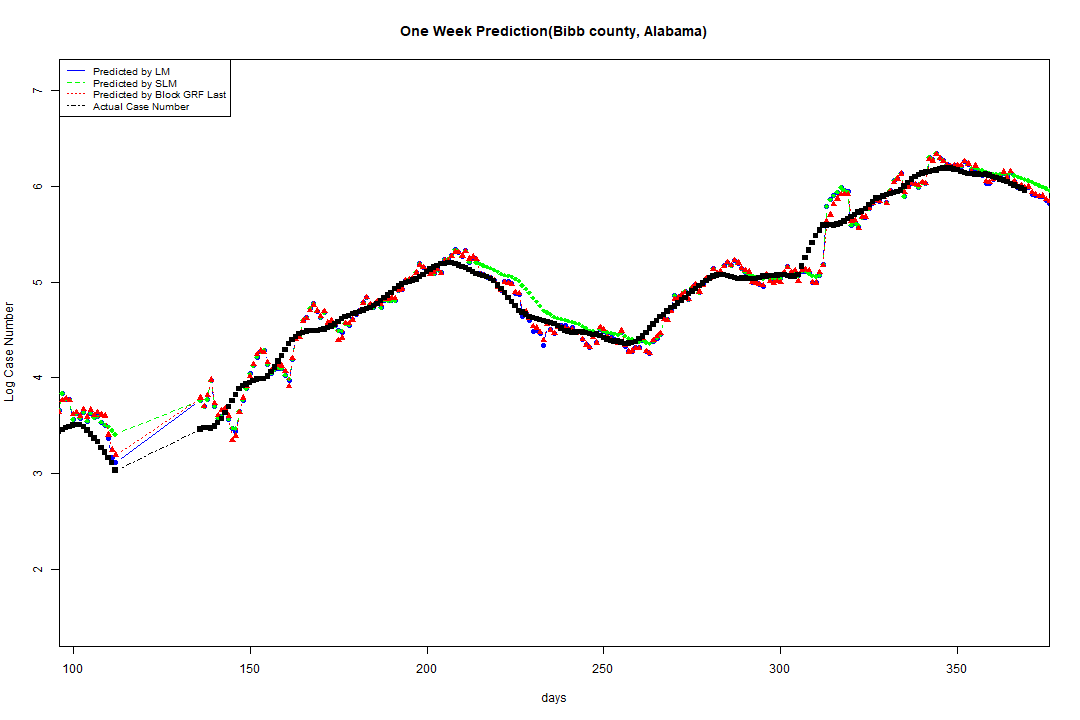 One Week Prediction(Bibb county, Alabama)
Predicted by LM
Predicted by SLM
Predicted by Block GRF Last
Actual Case Number
Log Case Number
7
6
5
4
3
2
100 150 200 250 300 350
days